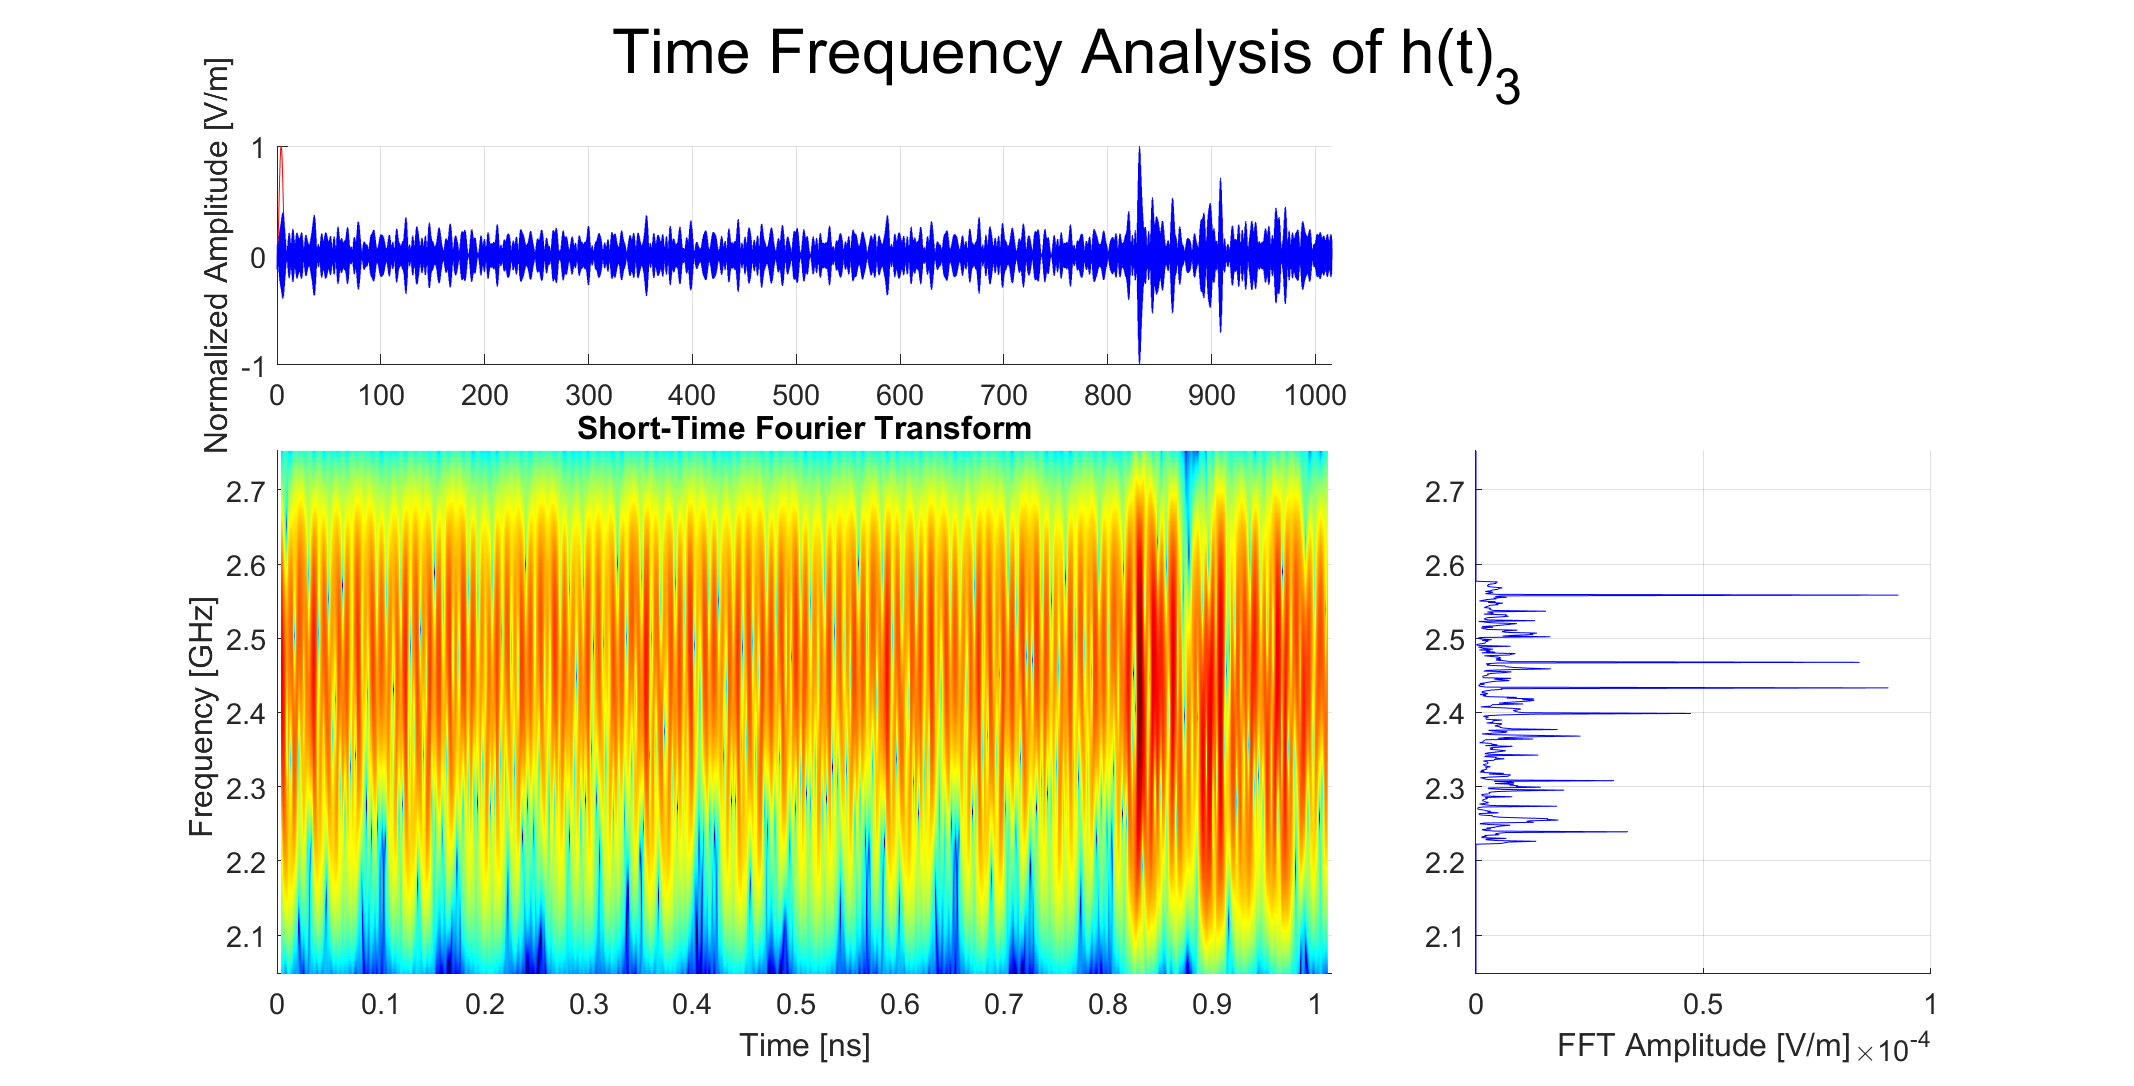 Time Frequency Analysis of h(t)₃
Normalized Amplitude [V/m]
1
0
-1
0 100 200 300 400 500 600 700 800 900 1000
Short-Time Fourier Transform
Frequency [GHz]
2.7
2.6
2.5
2.4
2.3
2.2
2.1
0 0.1 0.2 0.3 0.4 0.5 0.6 0.7 0.8 0.9 1
Time [ns]
2.7
2.6
2.5
2.4
2.3
2.2
2.1
0 0.5 1
FFT Amplitude [V/m] ×10⁻⁴